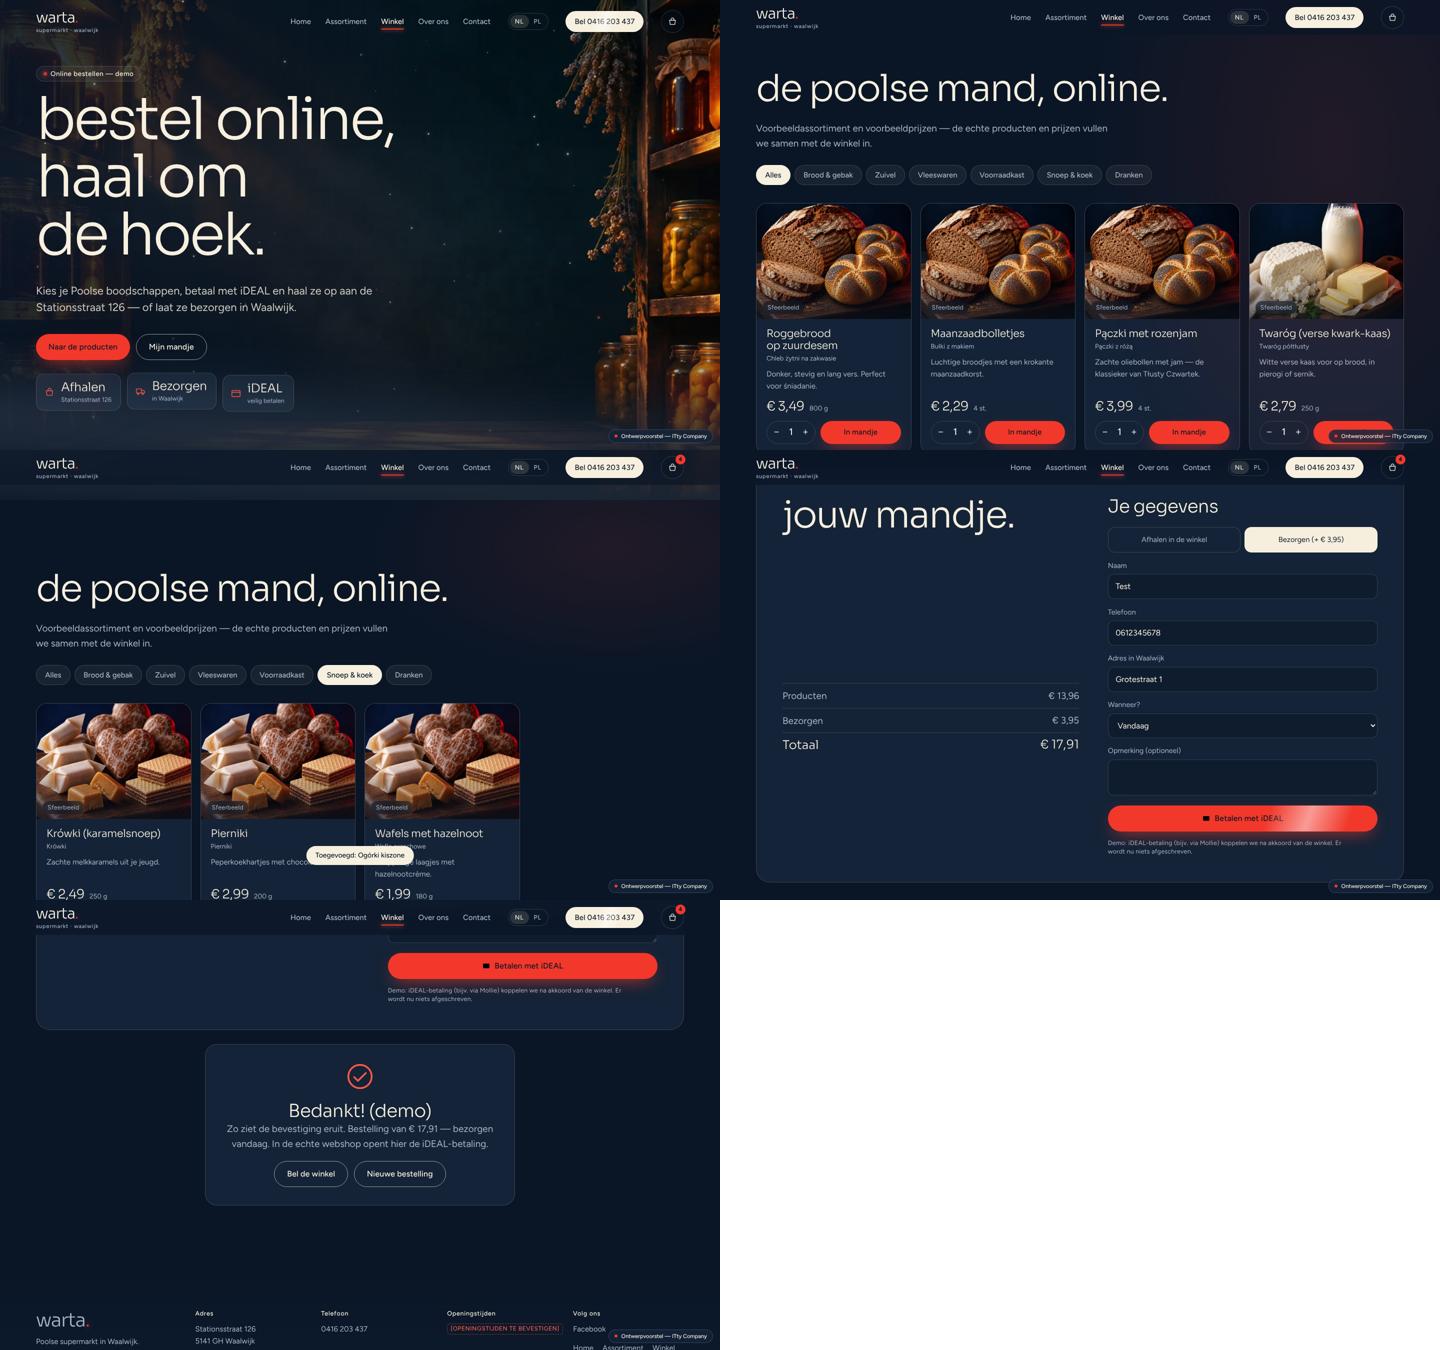 warta.
supermarkt · waalwijk
Home Assortiment Winkel Over ons Contact NL PL Bel 0416 203 437
Online bestellen — demo
bestel online,
haal om
de hoek.
Kies je Poolse boodschappen, betaal met iDEAL en haal ze op aan de
Stationsstraat 126 — of laat ze bezorgen in Waalwijk.
Naar de producten Mijn mandje
Afhalen
Stationsstraat 126
Bezorgen
in Waalwijk
iDEAL
veilig betalen
Ontwerpvoorstel — ITty Company
warta.
supermarkt · waalwijk
Home Assortiment Winkel Over ons Contact NL PL Bel 0416 203 437
de poolse mand, online.
Voorbeeldassortiment en voorbeeldprijzen — de echte producten en prijzen vullen
we samen met de winkel in.
Alles Brood & gebak Zuivel Vleeswaren Voorraadkast Snoep & koek Dranken
Sfeerbeeld
Roggebrood
op zuurdesem
Chleb żytni na zakwasie
Donker, stevig en lang vers. Perfect
voor śniadanie.
€ 3,49 800 g
− 1 + In mandje
Sfeerbeeld
Maanzaadbolletjes
Bułki z makiem
Luchtige broodjes met een krokante
maanzaadkorst.
€ 2,29 4 st.
− 1 + In mandje
Sfeerbeeld
Pączki met rozenjam
Pączki z różą
Zachte oliebollen met jam — de
klassieker van Tłusty Czwartek.
€ 3,99 4 st.
− 1 + In mandje
Sfeerbeeld
Twaróg (verse kwark-kaas)
Twaróg półtłusty
Witte verse kaas voor op brood, in
pierogi of sernik.
€ 2,79 250 g
− 1 +
Ontwerpvoorstel — ITty Company
warta.
supermarkt · waalwijk
Home Assortiment Winkel Over ons Contact NL PL Bel 0416 203 437 4
de poolse mand, online.
Voorbeeldassortiment en voorbeeldprijzen — de echte producten en prijzen vullen
we samen met de winkel in.
Alles Brood & gebak Zuivel Vleeswaren Voorraadkast Snoep & koek Dranken
Sfeerbeeld
Krówki (karamelsnoep)
Krówki
Zachte melkkaramels uit je jeugd.
€ 2,49 250 g
Sfeerbeeld
Pierniki
Pierniki
Peperkoekhartjes met
€ 2,99 200 g
Sfeerbeeld
Wafels met hazelnoot
laagjes met
hazelnootcrème.
€ 1,99 180 g
Toegevoegd: Ogórki kiszone
Ontwerpvoorstel — ITty Company
warta.
supermarkt · waalwijk
Home Assortiment Winkel Over ons Contact NL PL Bel 0416 203 437 4
jouw mandje.
Producten € 13,96
Bezorgen € 3,95
Totaal € 17,91
Je gegevens
Afhalen in de winkel Bezorgen (+ € 3,95)
Naam
Test
Telefoon
0612345678
Adres in Waalwijk
Grotestraat 1
Wanneer?
Vandaag
Opmerking (optioneel)
Betalen met iDEAL
Demo: iDEAL-betaling (bijv. via Mollie) koppelen we na akkoord van de winkel. Er
wordt nu niets afgeschreven.
Ontwerpvoorstel — ITty Company
warta.
supermarkt · waalwijk
Home Assortiment Winkel Over ons Contact NL PL Bel 0416 203 437 4
Betalen met iDEAL
Demo: iDEAL-betaling (bijv. via Mollie) koppelen we na akkoord van de winkel. Er
wordt nu niets afgeschreven.
Bedankt! (demo)
Zo ziet de bevestiging eruit. Bestelling van € 17,91 — bezorgen
vandaag. In de echte webshop opent hier de iDEAL-betaling.
Bel de winkel Nieuwe bestelling
warta.
Poolse supermarkt in Waalwijk.
Adres
Stationsstraat 126
5141 GH Waalwijk
Telefoon
0416 203 437
Openingstijden
[OPENINGSTIJDEN TE BEVESTIGEN]
Volg ons
Facebook
Home Assortiment Winkel
Ontwerpvoorstel — ITty Company